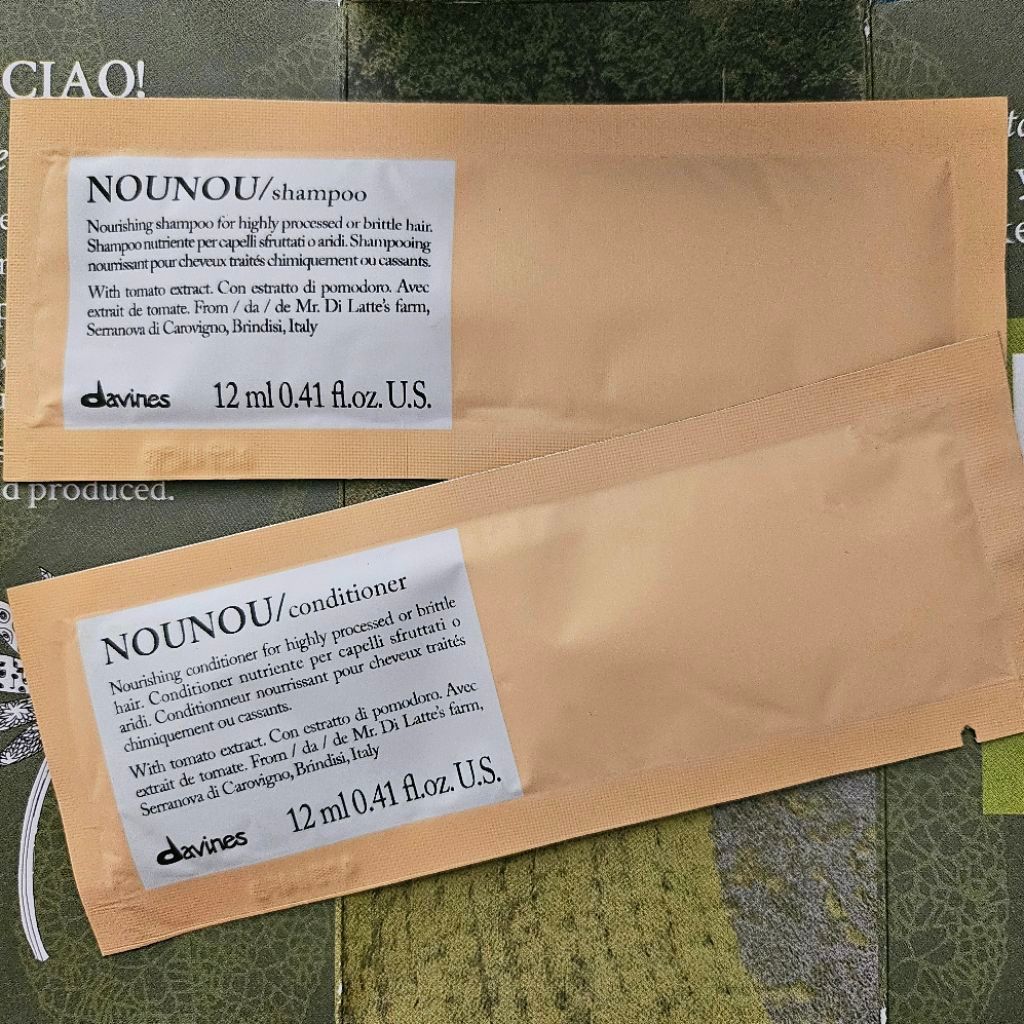 CIAO!
NOUNOU/shampoo
Nourishing shampoo for highly processed or brittle hair.
Shampoo nutriente per capelli sfruttati o aridi. Shampooing
nourrissant pour cheveux traités chimiquement ou cassants.
With tomato extract. Con estratto di pomodoro. Avec
extrait de tomate. From / da / de Mr. Di Latte's farm,
Serranova di Carovigno, Brindisi, Italy
davines 12 ml 0.41 fl.oz. U.S.
produced.
NOUNOU/conditioner
Nourishing conditioner for highly processed or brittle
hair. Conditioner nutriente per capelli sfruttati o
aridi. Conditionneur nourrissant pour cheveux traités
chimiquement ou cassants.
With tomato extract. Con estratto di pomodoro. Avec
extrait de tomate. From / da / de Mr. Di Latte's farm,
Serranova di Carovigno, Brindisi, Italy
davines 12 ml 0.41 fl.oz. U.S.